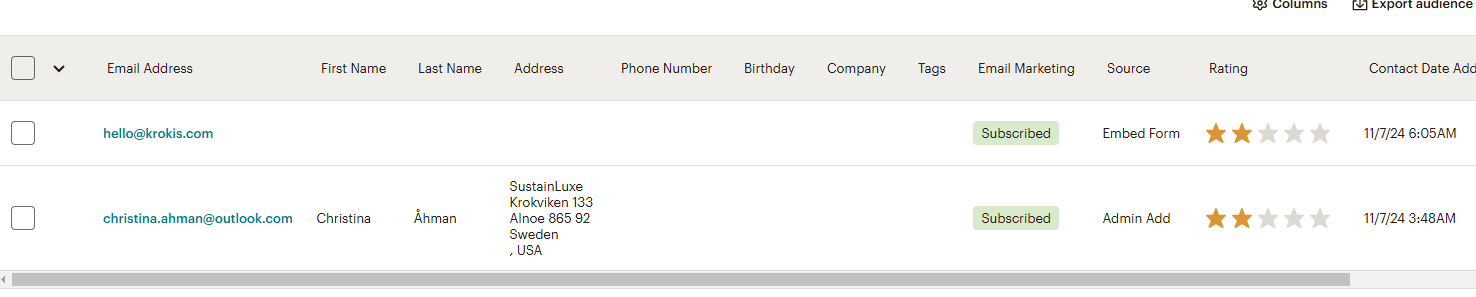 Columns Export audience
Email Address First Name Last Name Address Phone Number Birthday Company Tags Email Marketing Source Rating Contact Date Add
hello@krokis.com Subscribed Embed Form 11/7/24 6:05AM
christina.ahman@outlook.com Christina Åhman SustainLuxe
Krokviken 133
Alnoe 865 92
Sweden
, USA Subscribed Admin Add 11/7/24 3:48AM